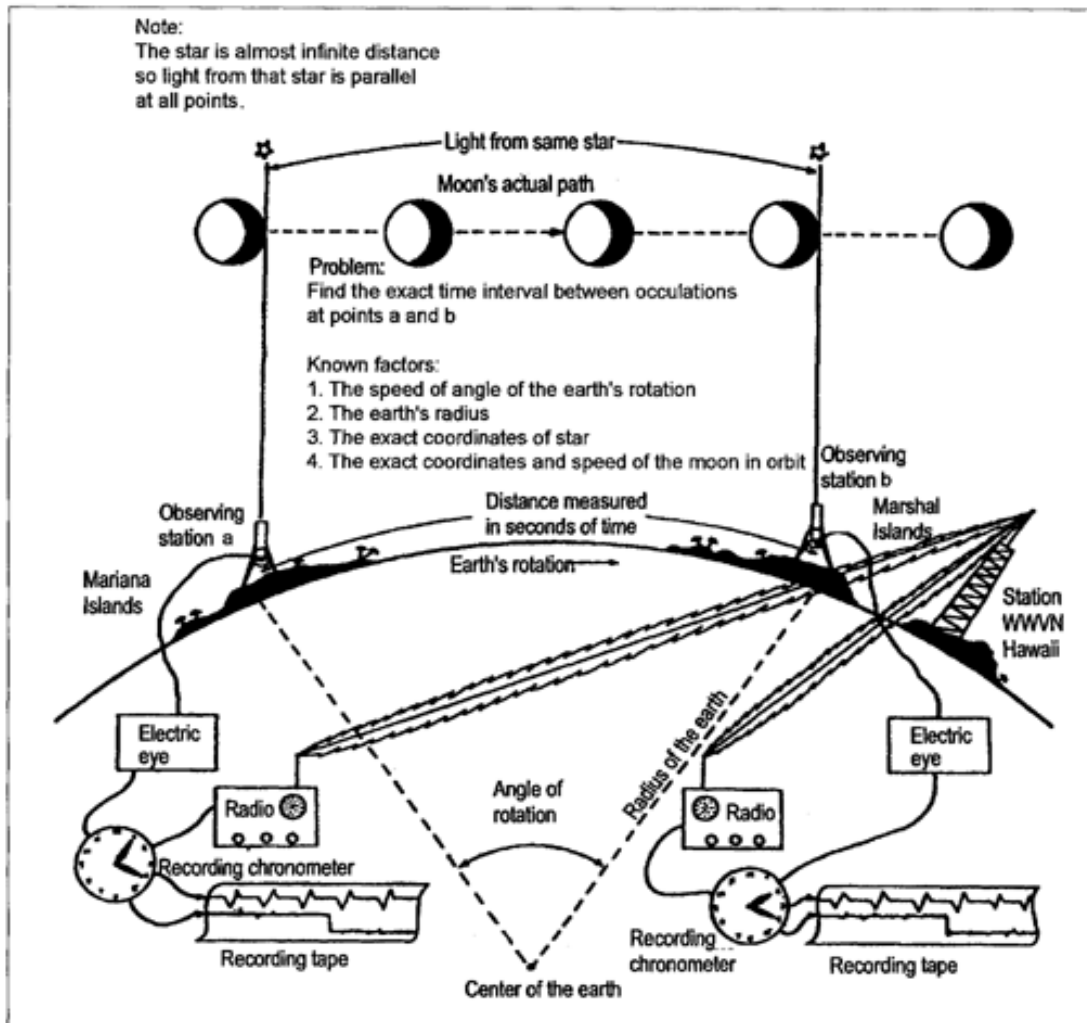 Note:
The star is almost infinite distance
so light from that star is parallel
at all points.
Light from same star
Moon's actual path
Problem:
Find the exact time interval between occulations
at points a and b
Known factors:
1. The speed of angle of the earth's rotation
2. The earth's radius
3. The exact coordinates of star
4. The exact coordinates and speed of the moon in orbit
Observing
station a
Distance measured
in seconds of time
Observing
station b
Marshal
Islands
Mariana
Islands
Earth's rotation
Station
WWVN
Hawaii
Electric
eye
Radio
Recording chronometer
Recording tape
Angle of
rotation
Radius of the earth
Electric
eye
Radio
Recording
chronometer
Recording tape
Center of the earth